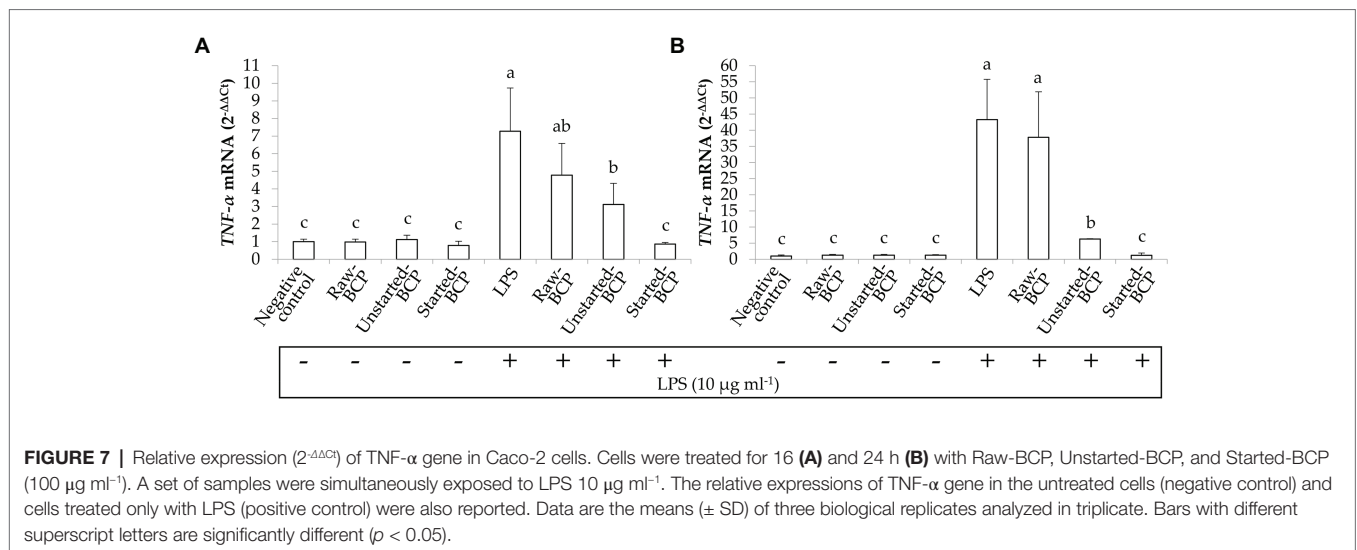 A
TNF-α mRNA (2-ΔΔCt)
11
10
9
8
7
6
5
4
3
2
1
0
c c c c a ab b c
Negative control
Raw-BCP
Unstarted-BCP
Started-BCP
LPS
Raw-BCP
Unstarted-BCP
Started-BCP
B
TNF-α mRNA (2-ΔΔCt)
60
55
50
45
40
35
30
25
20
15
10
5
0
c c c c a a b c
Negative control
Raw-BCP
Unstarted-BCP
Started-BCP
LPS
Raw-BCP
Unstarted-BCP
Started-BCP
- - - - + + + + - - - - + + + +
LPS (10 µg ml-1)
FIGURE 7 | Relative expression (2-ΔΔCt) of TNF-α gene in Caco-2 cells. Cells were treated for 16 (A) and 24 h (B) with Raw-BCP, Unstarted-BCP, and Started-BCP
(100 μg ml−1). A set of samples were simultaneously exposed to LPS 10 μg ml−1. The relative expressions of TNF-α gene in the untreated cells (negative control) and
cells treated only with LPS (positive control) were also reported. Data are the means (± SD) of three biological replicates analyzed in triplicate. Bars with different
superscript letters are significantly different (p < 0.05).